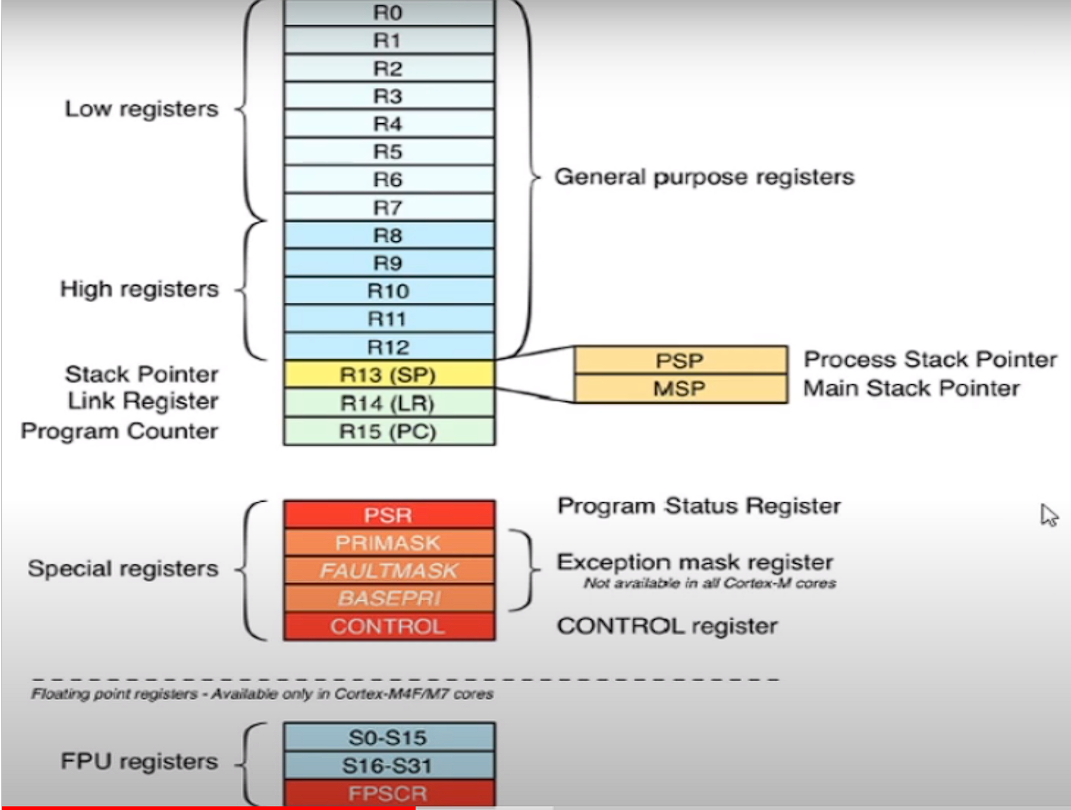 R0
R1
R2
R3
Low registers
R4
R5
R6
General purpose registers
R7
R8
R9
High registers
R10
R11
R12
Stack Pointer
R13 (SP)
PSP
Process Stack Pointer
Link Register
R14 (LR)
MSP
Main Stack Pointer
Program Counter
R15 (PC)
PSR
Program Status Register
PRIMASK
Special registers
FAULTMASK
Exception mask register
Not available in all Cortex-M cores
BASEPRI
CONTROL
CONTROL register
Floating point registers - Available only in Cortex-M4F/M7 cores
S0-S15
FPU registers
S16-S31
FPSCR